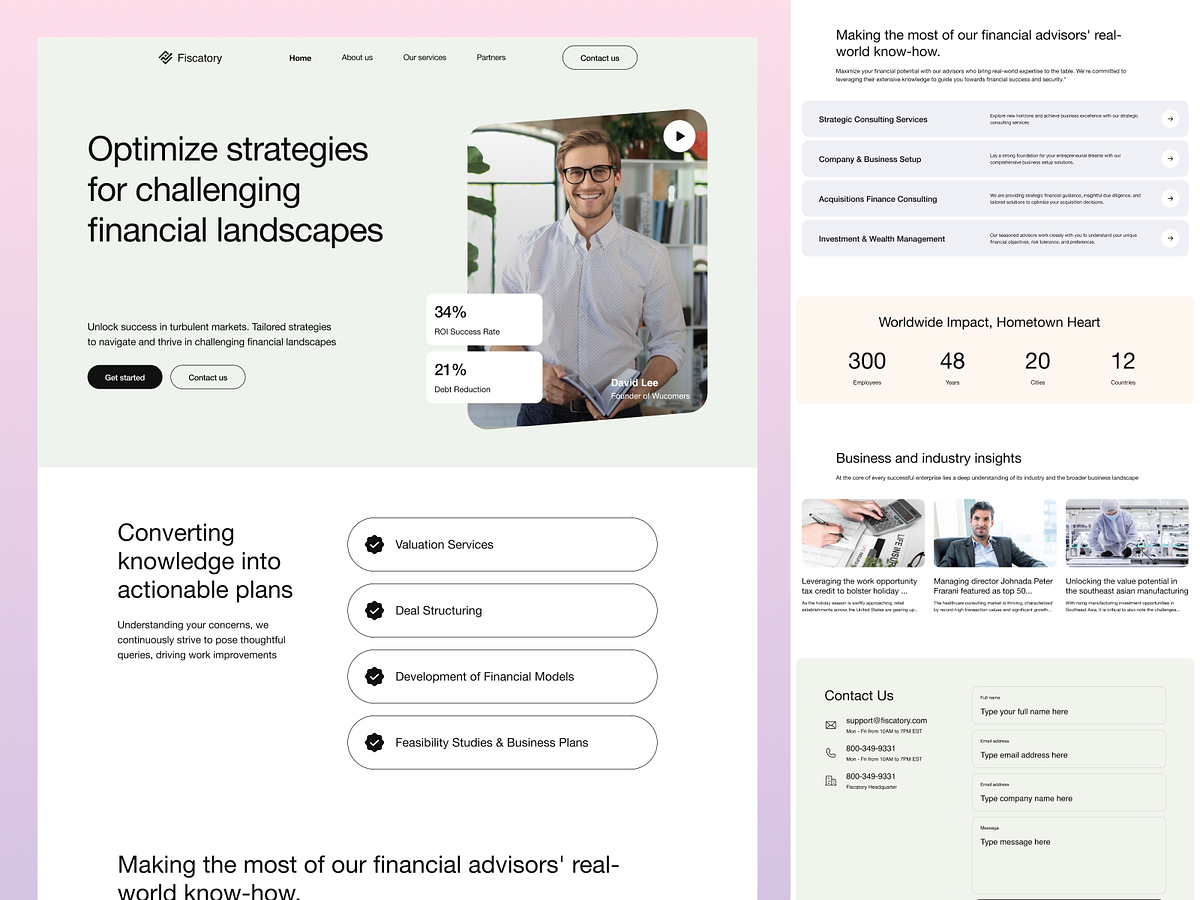 Fiscatory
Home
About us
Our services
Partners
Contact us
Optimize strategies
for challenging
financial landscapes
Unlock success in turbulent markets. Tailored strategies
to navigate and thrive in challenging financial landscapes
Get started
Contact us
34%
ROI Success Rate
21%
Debt Reduction
David Lee
Founder of Wucomers
Converting
knowledge into
actionable plans
Understanding your concerns, we
continuously strive to pose thoughtful
queries, driving work improvements
Valuation Services
Deal Structuring
Development of Financial Models
Feasibility Studies & Business Plans
Making the most of our financial advisors' real-
world know-how.
Making the most of our financial advisors' real-
world know-how.
Maximize your financial potential with our advisors who bring real-world expertise to the table. We're committed to
leveraging their extensive knowledge to guide you towards financial success and security."
Strategic Consulting Services
Explore new horizons and achieve business excellence with our strategic
consulting services
Company & Business Setup
Lay a strong foundation for your entrepreneurial dreams with our
comprehensive business setup solutions.
Acquisitions Finance Consulting
We are providing strategic financial guidance, insightful due diligence, and
tailored solutions to optimize your acquisition decisions.
Investment & Wealth Management
Our seasoned advisors work closely with you to understand your unique
financial objectives, risk tolerance, and preferences.
Worldwide Impact, Hometown Heart
300
48
20
12
Employees
Years
Cities
Countries
Business and industry insights
At the core of every successful enterprise lies a deep understanding of its industry and the broader business landscape
LIFE INSU
Leveraging the work opportunity
tax credit to bolster holiday ...
As the holiday season is swiftly approaching, retail
establishments across the United States are gearing up...
Managing director Johnada Peter
Frarani featured as top 50...
The healthcare consulting market is thriving, characterized
by record-high transaction values and significant growth...
Unlocking the value potential in
the southeast asian manufacturing
With rising manufacturing investment opportunities in
Southeast Asia, it is critical to also note the challenges...
Contact Us
support@fiscatory.com
Mon - Fri from 10AM to 7PM EST
800-349-9331
Mon - Fri from 10AM to 7PM EST
800-349-9331
Fiscatory Headquarter
Full name
Type your full name here
Email address
Type email address here
Email address
Type company name here
Message
Type message here